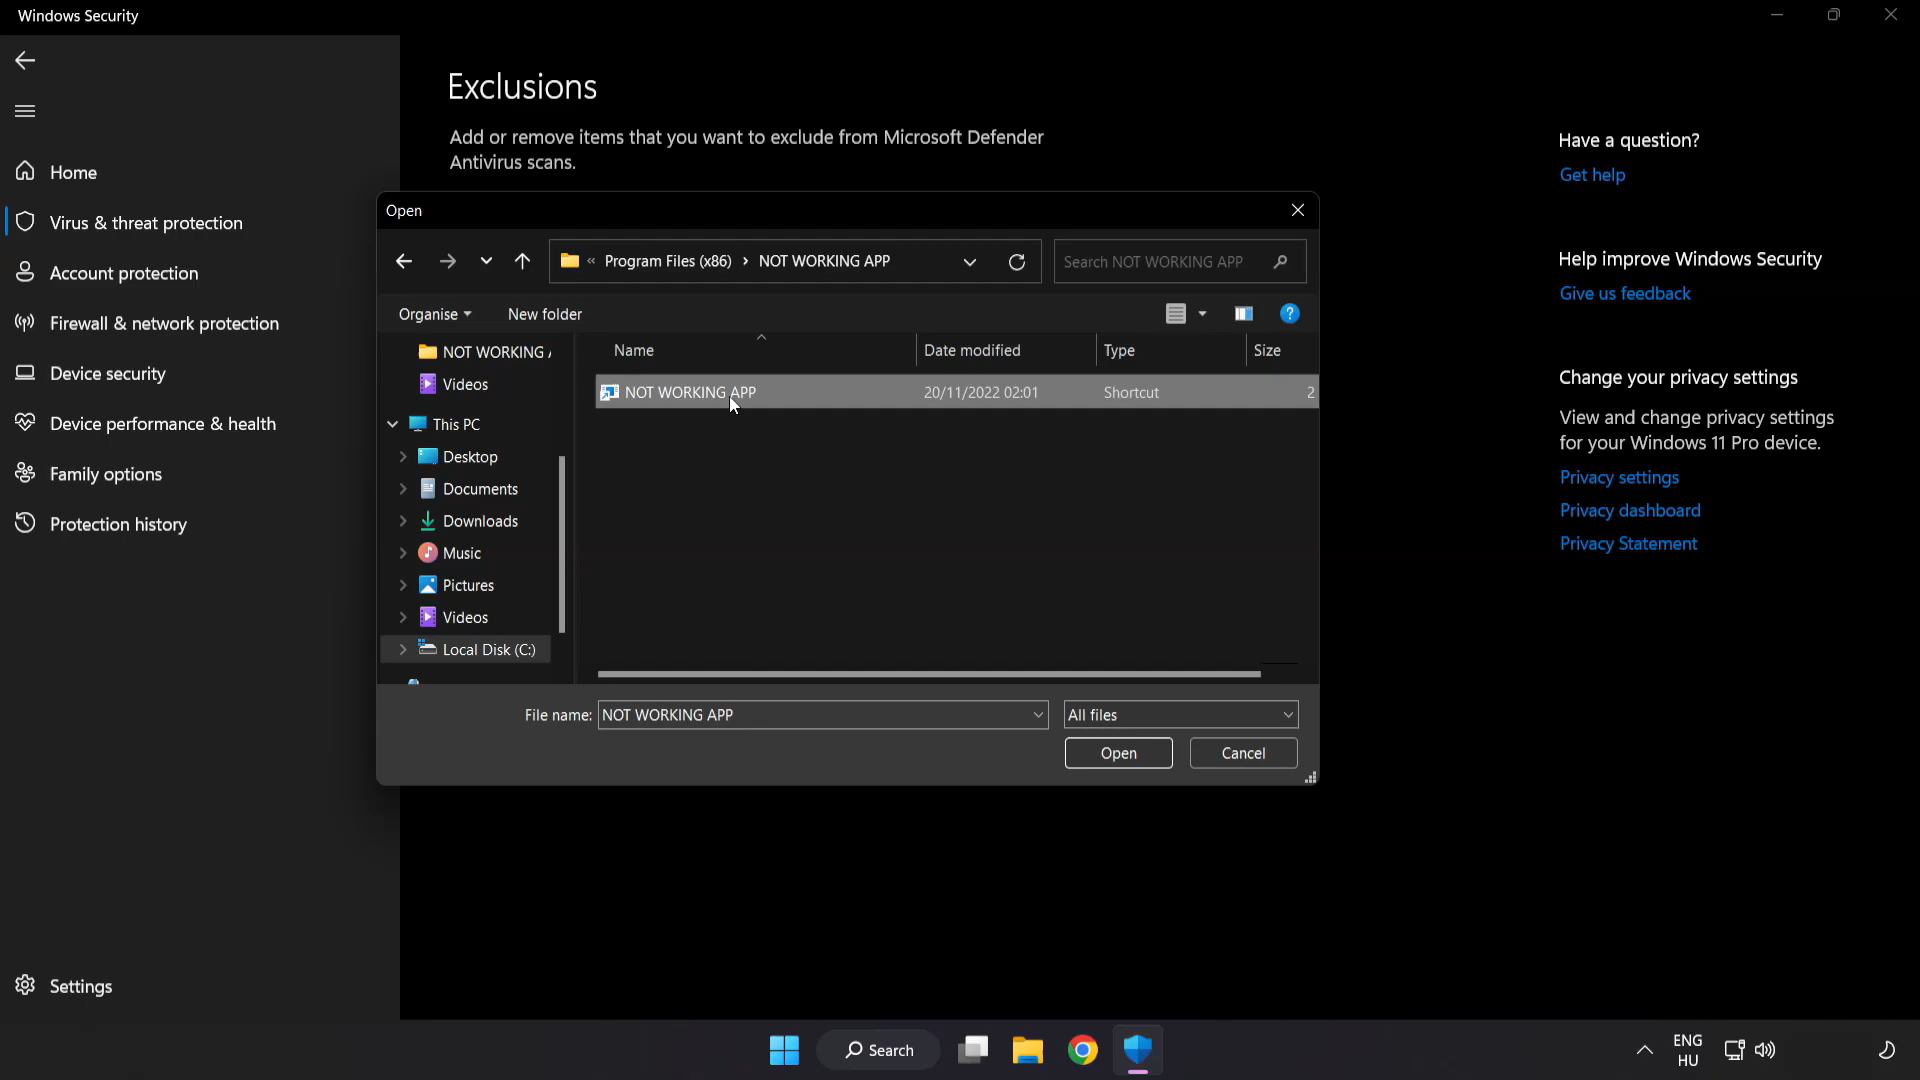 Windows Security
Exclusions
Add or remove items that you want to exclude from Microsoft Defender
Antivirus scans.
Home
Virus & threat protection
Account protection
Firewall & network protection
Device security
Device performance & health
Family options
Protection history
Settings
Open
« Program Files (x86) › NOT WORKING APP
Search NOT WORKING APP
Organise
New folder
Name
Date modified
Type
Size
NOT WORKING APP
20/11/2022 02:01
Shortcut
2
NOT WORKING
Videos
This PC
Desktop
Documents
Downloads
Music
Pictures
Videos
Local Disk (C:)
File name:
NOT WORKING APP
All files
Open
Cancel
Have a question?
Get help
Help improve Windows Security
Give us feedback
Change your privacy settings
View and change privacy settings
for your Windows 11 Pro device.
Privacy settings
Privacy dashboard
Privacy Statement
Search
ENG
HU